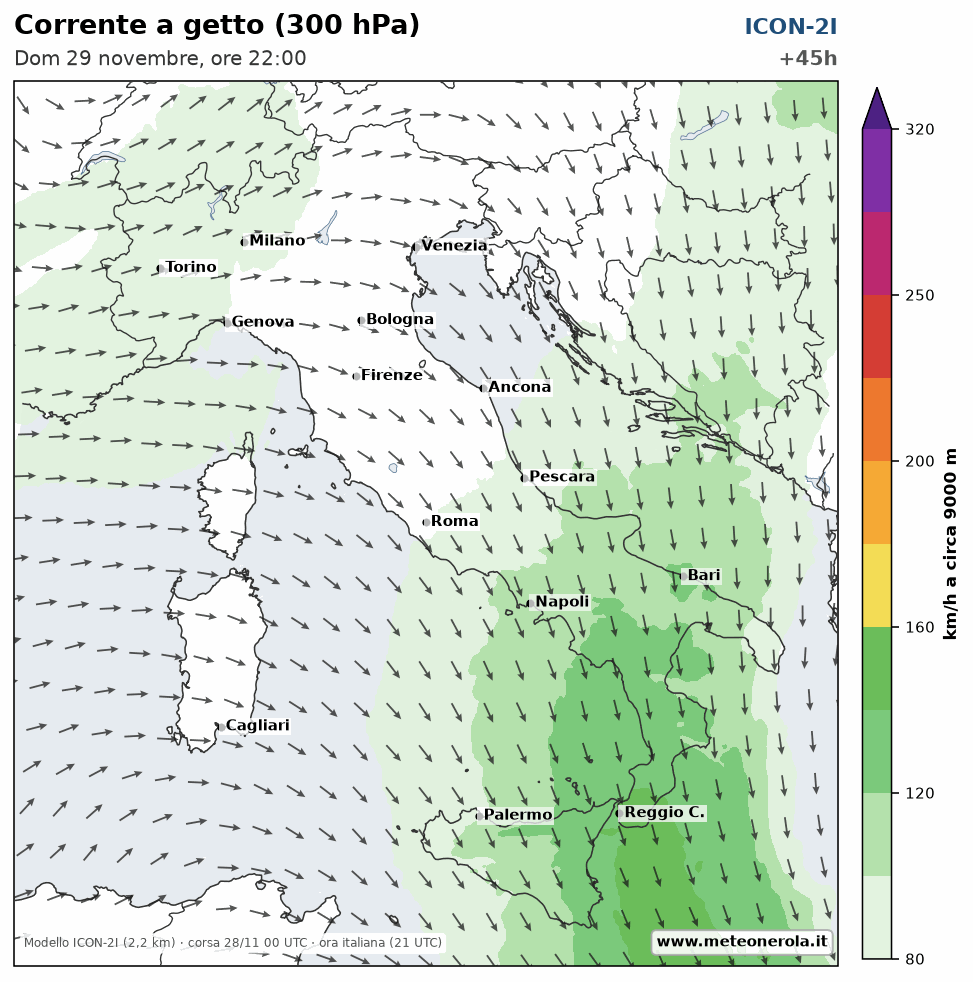 Corrente a getto (300 hPa)
ICON-2I
Dom 29 novembre, ore 22:00
+45h
Milano
Venezia
Torino
Genova
Bologna
Firenze
Ancona
Pescara
Roma
Bari
Napoli
Cagliari
Palermo
Reggio C.
320
250
200
160
120
80
km/h a circa 9000 m
Modello ICON-2I (2,2 km) · corsa 28/11 00 UTC · ora italiana (21 UTC)
www.meteonerola.it